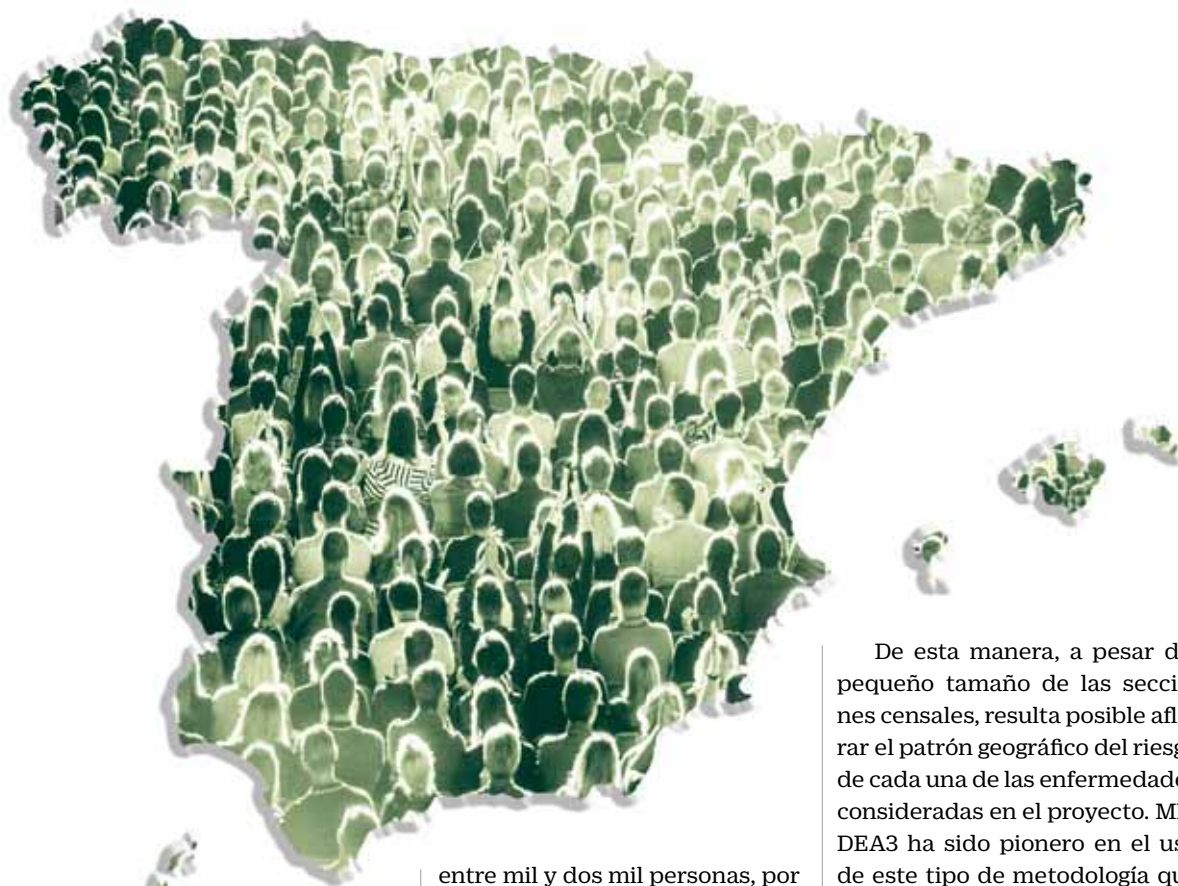 entre mil y dos mil personas, por
De esta manera, a pesar d
pequeño tamaño de las secci
nes censales, resulta posible afl
rar el patrón geográfico del riesg
de cada una de las enfermedade
consideradas en el proyecto. M
DEA3 ha sido pionero en el us
de este tipo de metodología qu